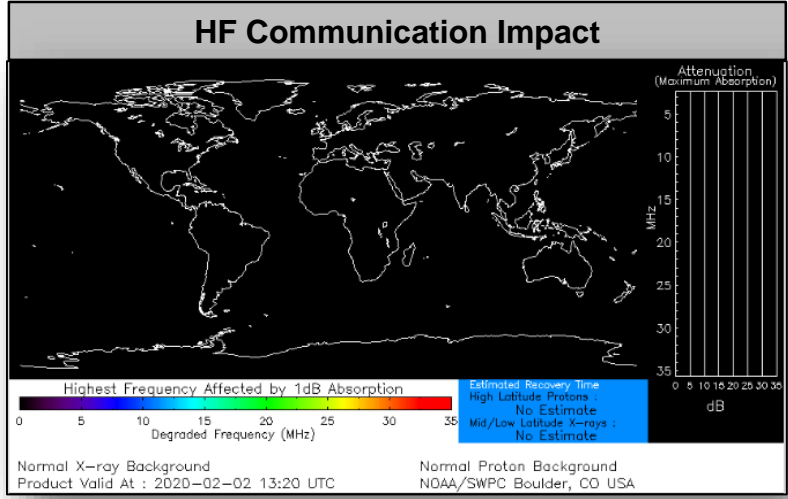 HF Communication Impact
Attenuation
(Maximum Absorption)
5
10
15
20
25
30
35
MHz
0 5 10 15 20 25 30 35
dB
Highest Frequency Affected by 1dB Absorption
0 5 10 15 20 25 30 35
Degraded Frequency (MHz)
Estimated Recovery Time
High Latitude Protons :
No Estimate
Mid/Low Latitude X-rays :
No Estimate
Normal X-ray Background
Normal Proton Background
Product Valid At : 2020-02-02 13:20 UTC
NOAA/SWPC Boulder, CO USA